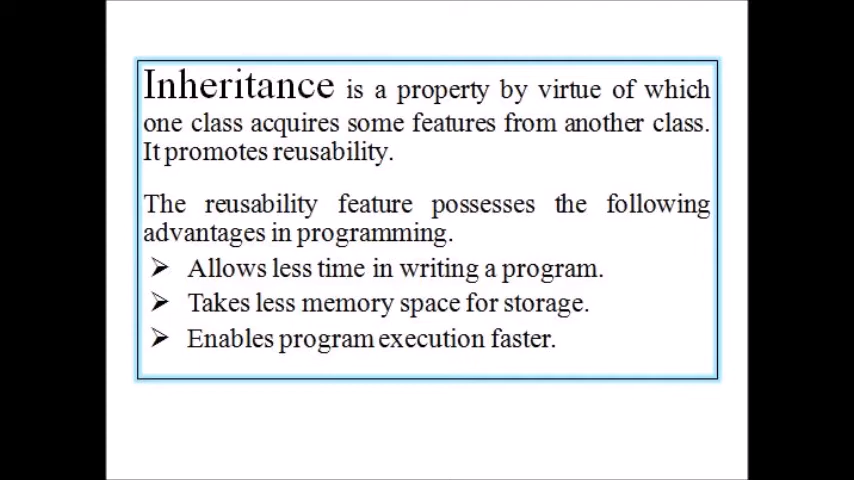 Inheritance is a property by virtue of which
one class acquires some features from another class.
It promotes reusability.
The reusability feature possesses the following
advantages in programming.
➢ Allows less time in writing a program.
➢ Takes less memory space for storage.
➢ Enables program execution faster.